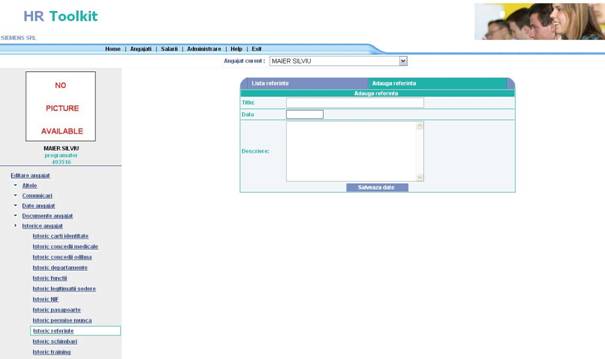 HR Toolkit
SIEMENS SRL
Home | Angajati | Salarii | Administrare | Help | Exit
Angajat curent : MAIER SILVIU
NO
PICTURE
AVAILABLE
MAIER SILVIU
programator
493516
Lista referinte Adauga referinta
Adauga referinta
Titlu:
Data
Descriere:
Salveaza date
Editare angajat
Altele
Comunicari
Date angajat
Documente angajat
Istorice angajat
Istoric carti identitate
Istoric concedii medicale
Istoric concedii odihna
Istoric departamente
Istoric functii
Istoric legitimatii sedere
Istoric NIF
Istoric pasapoarte
Istoric permise munca
Istoric referinte
Istoric schimbari
Istoric training